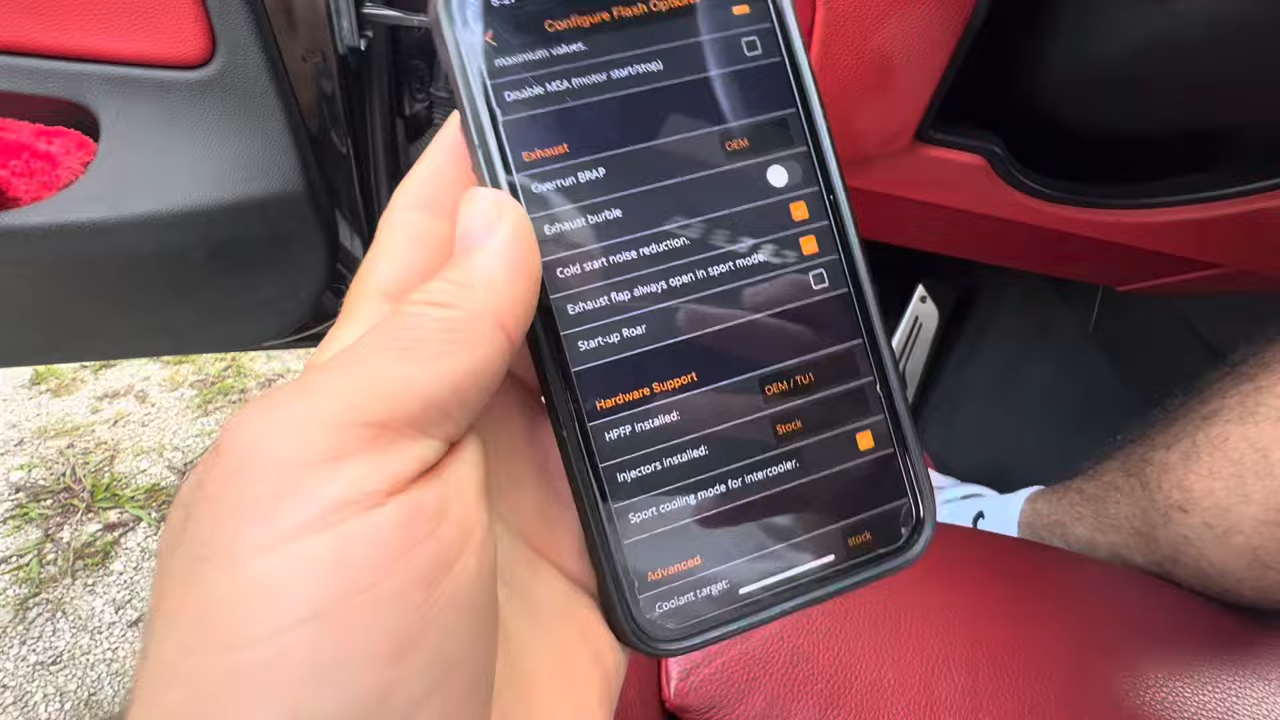 Configure Flash Options
maximum values.
Disable MSA (motor start/stop)
Exhaust
Overrun BRAP OEM
Exhaust burble
Cold start noise reduction.
Exhaust flap always open in sport mode.
Start-up Roar
Hardware Support
HPFP installed: OEM / TU1
Injectors installed: Stock
Sport cooling mode for intercooler.
Advanced
Coolant target: stock